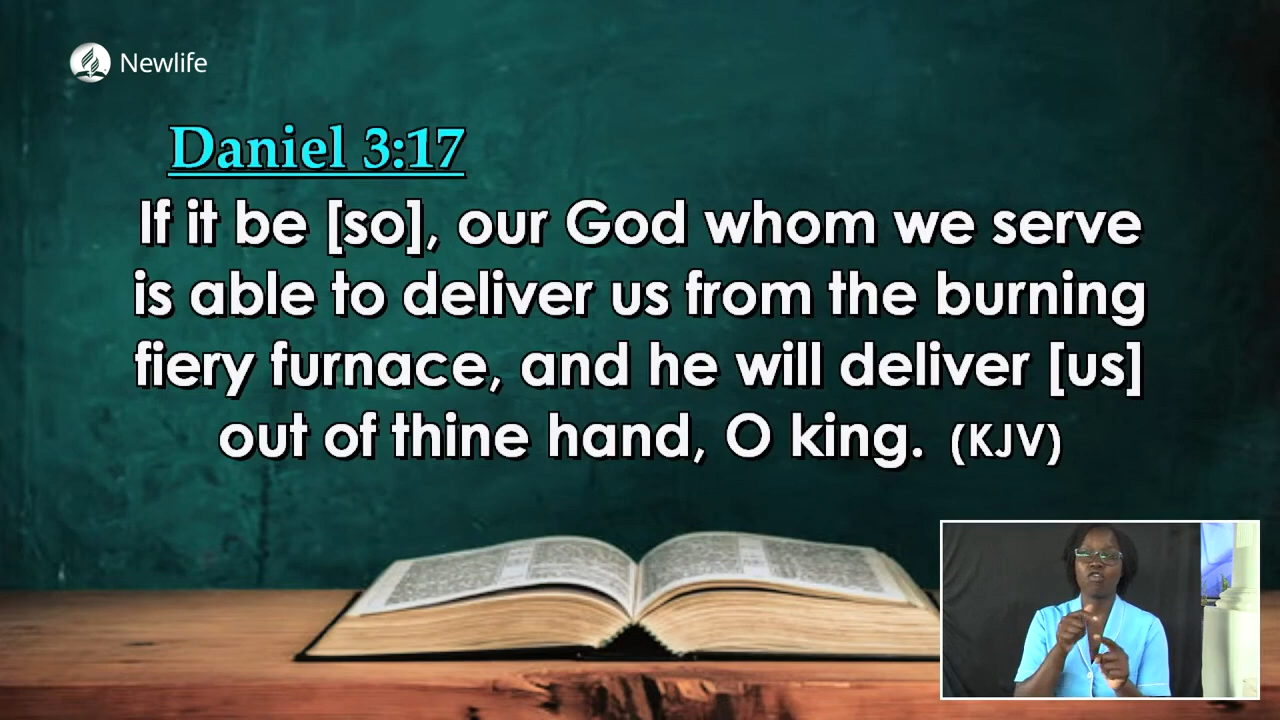 Newlife
Daniel 3:17
If it be [so], our God whom we serve
is able to deliver us from the burning
fiery furnace, and he will deliver [us]
out of thine hand, O king. (KJV)